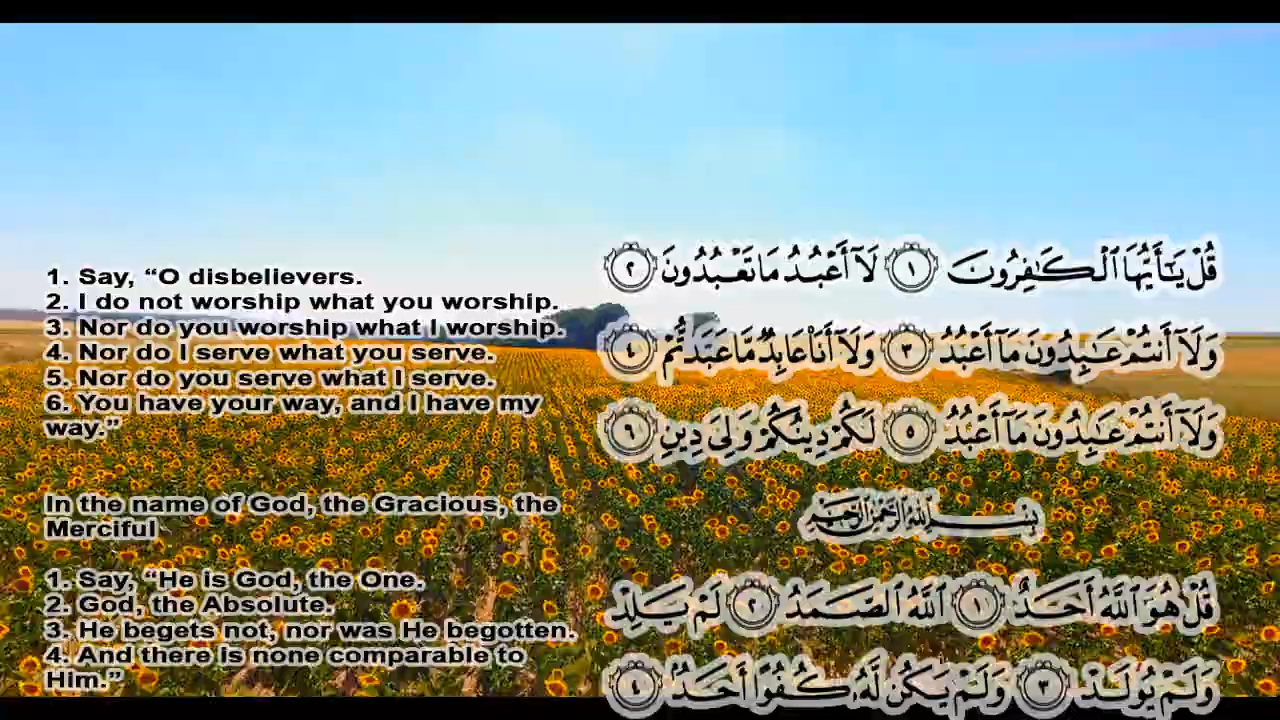 1. Say, “O disbelievers.
2. I do not worship what you worship.
3. Nor do you worship what I worship.
4. Nor do I serve what you serve.
5. Nor do you serve what I serve.
6. You have your way, and I have my
way.”
In the name of God, the Gracious, the
Merciful
1. Say, “He is God, the One.
2. God, the Absolute.
3. He begets not, nor was He begotten.
4. And there is none comparable to
Him.”
قُلْ يَٰٓأَيُّهَا ٱلْكَٰفِرُونَ ١ لَآ أَعْبُدُ مَا تَعْبُدُونَ ٢
وَلَآ أَنتُمْ عَٰبِدُونَ مَآ أَعْبُدُ ٣ وَلَآ أَنَا۠ عَابِدٌ مَّا عَبَدتُّمْ ٤
وَلَآ أَنتُمْ عَٰبِدُونَ مَآ أَعْبُدُ ٥ لَكُمْ دِينُكُمْ وَلِىَ دِينِ ٦
بِسْمِ ٱللَّهِ ٱلرَّحْمَٰنِ ٱلرَّحِيمِ
قُلْ هُوَ ٱللَّهُ أَحَدٌ ١ ٱللَّهُ ٱلصَّمَدُ ٢ لَمْ يَلِدْ
وَلَمْ يُولَدْ ٣ وَلَمْ يَكُن لَّهُۥ كُفُوًا أَحَدٌۢ ٤